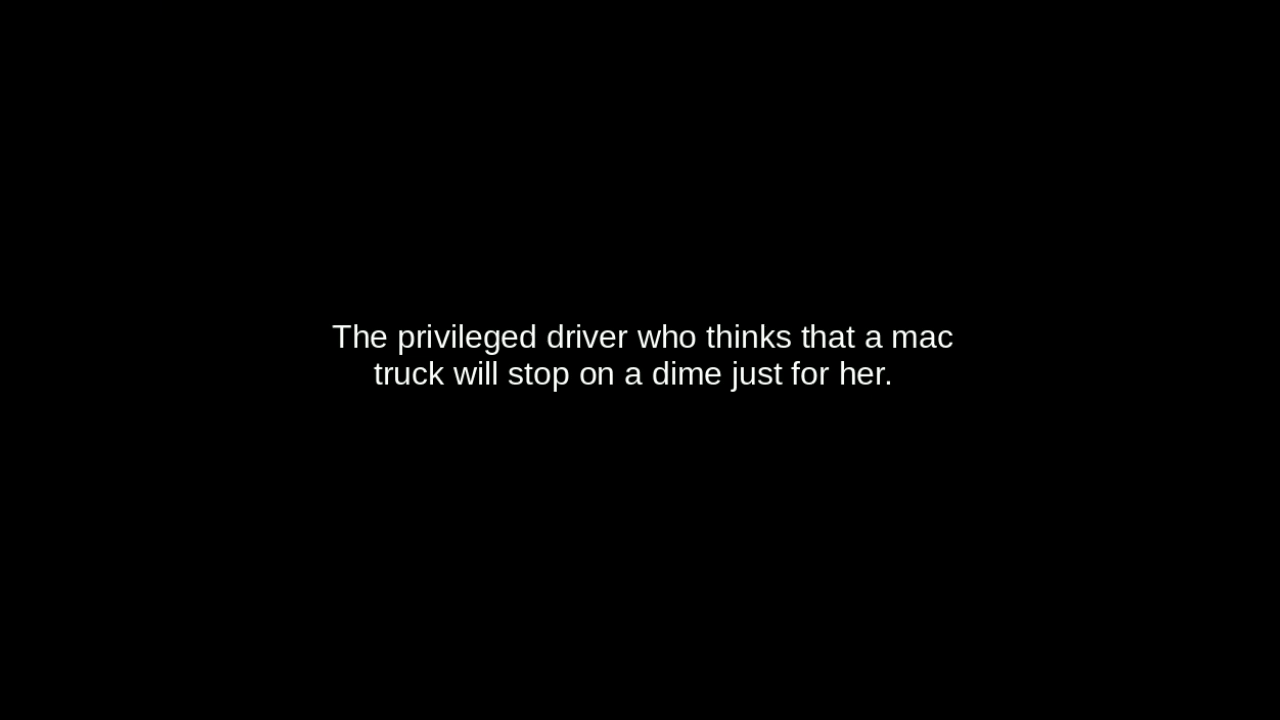 The privileged driver who thinks that a mac
truck will stop on a dime just for her.